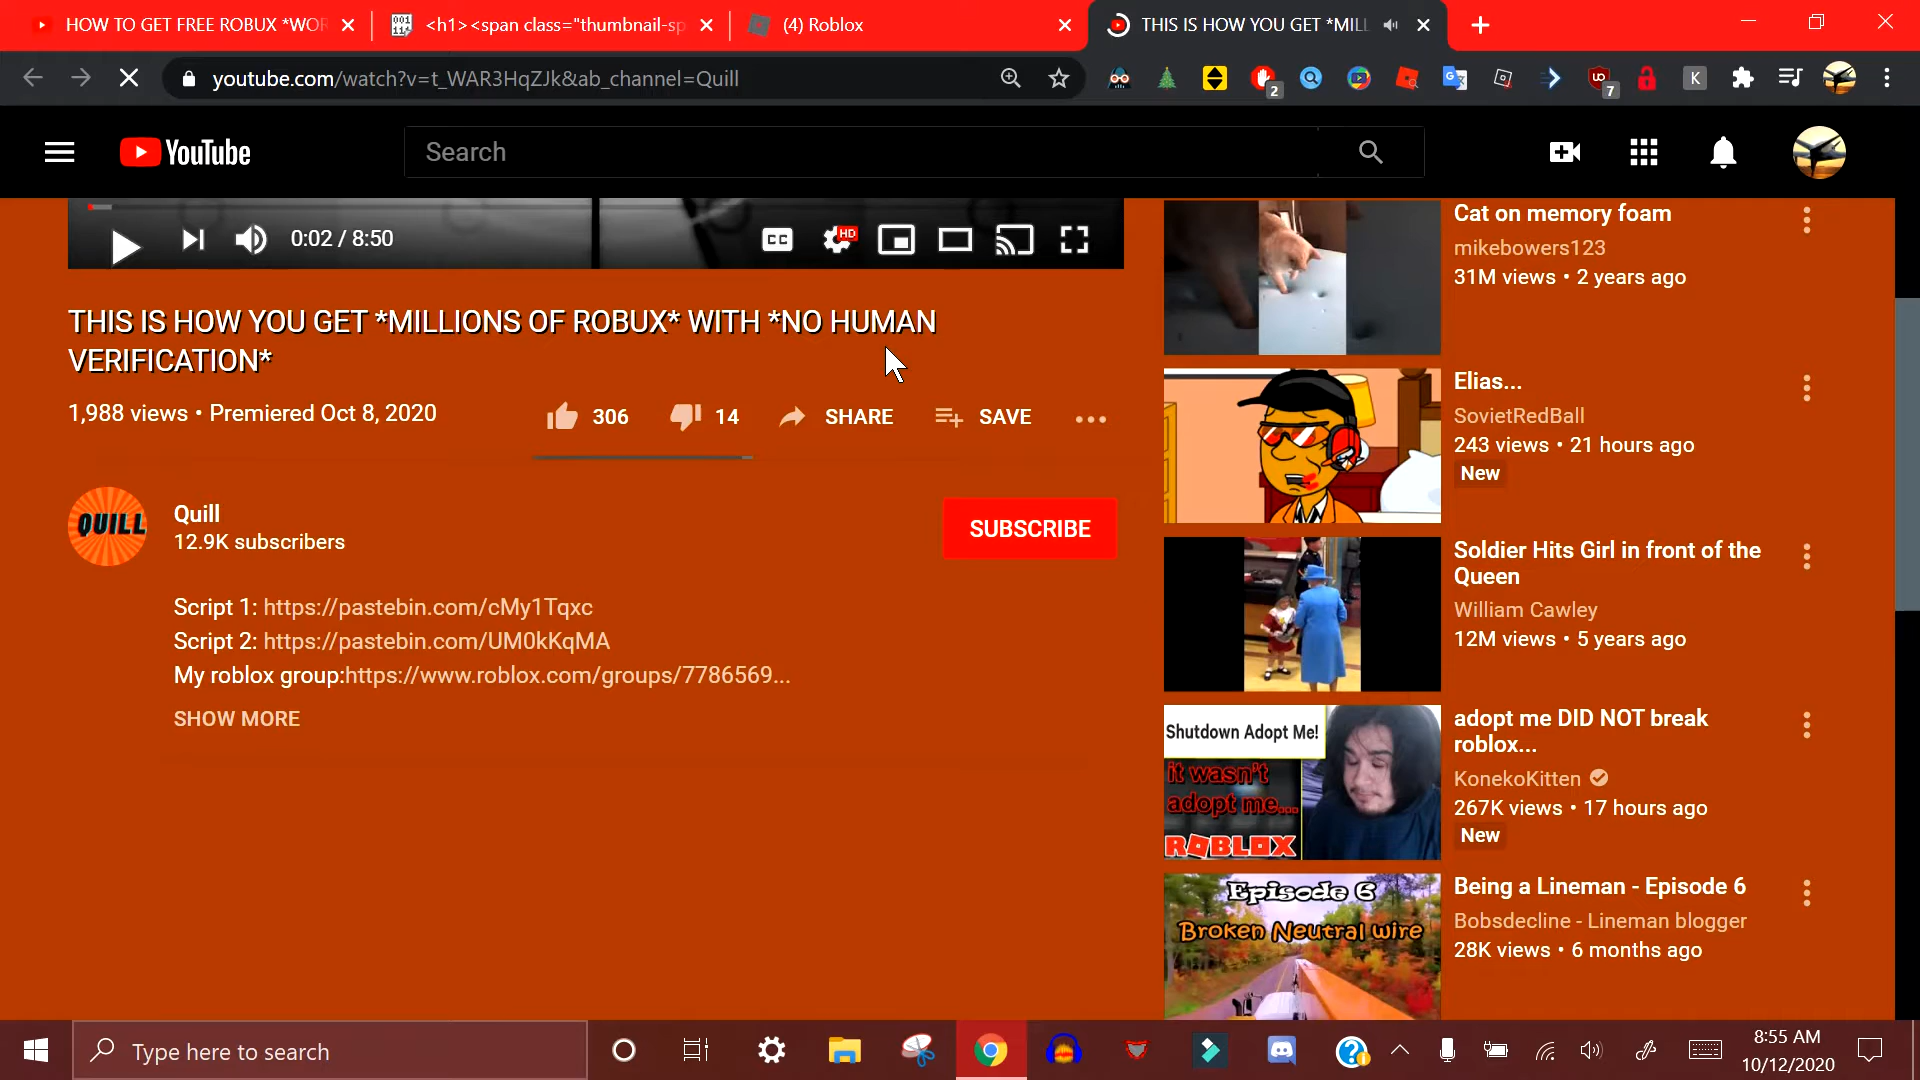 HOW TO GET FREE ROBUX *WOR
<h1><span class="thumbnail-sp
(4) Roblox
THIS IS HOW YOU GET *MILL
youtube.com/watch?v=t_WAR3HqZJk&ab_channel=Quill
2
7
K
YouTube
Search
0:02 / 8:50
CC
HD
THIS IS HOW YOU GET *MILLIONS OF ROBUX* WITH *NO HUMAN
VERIFICATION*
1,988 views • Premiered Oct 8, 2020
306
14
SHARE
SAVE
QUILL
Quill
12.9K subscribers
SUBSCRIBE
Script 1: https://pastebin.com/cMy1Tqxc
Script 2: https://pastebin.com/UM0kKqMA
My roblox group:https://www.roblox.com/groups/7786569...
SHOW MORE
Cat on memory foam
mikebowers123
31M views • 2 years ago
Elias...
SovietRedBall
243 views • 21 hours ago
New
Soldier Hits Girl in front of the
Queen
William Cawley
12M views • 5 years ago
Shutdown Adopt Me!
it wasn't
adopt me...
ROBLOX
adopt me DID NOT break
roblox...
KonekoKitten
267K views • 17 hours ago
New
Episode 6
Broken Neutral wire
Being a Lineman - Episode 6
Bobsdecline - Lineman blogger
28K views • 6 months ago
Type here to search
8:55 AM
10/12/2020